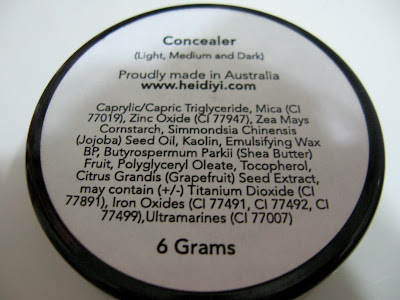 Concealer
(Light, Medium and Dark)
Proudly made in Australia
www.heidiyi.com
Caprylic/Capric Triglyceride, Mica (CI
77019), Zinc Oxide (CI 77947), Zea Mays
Cornstarch, Simmondsia Chinensis
(Jojoba) Seed Oil, Kaolin, Emulsifying Wax
BP, Butyrospermum Parkii (Shea Butter)
Fruit, Polyglyceryl Oleate, Tocopherol,
Citrus Grandis (Grapefruit) Seed Extract,
may contain (+/-) Titanium Dioxide (CI
77891), Iron Oxides (CI 77491, CI 77492, CI
77499),Ultramarines (CI 77007)
6 Grams